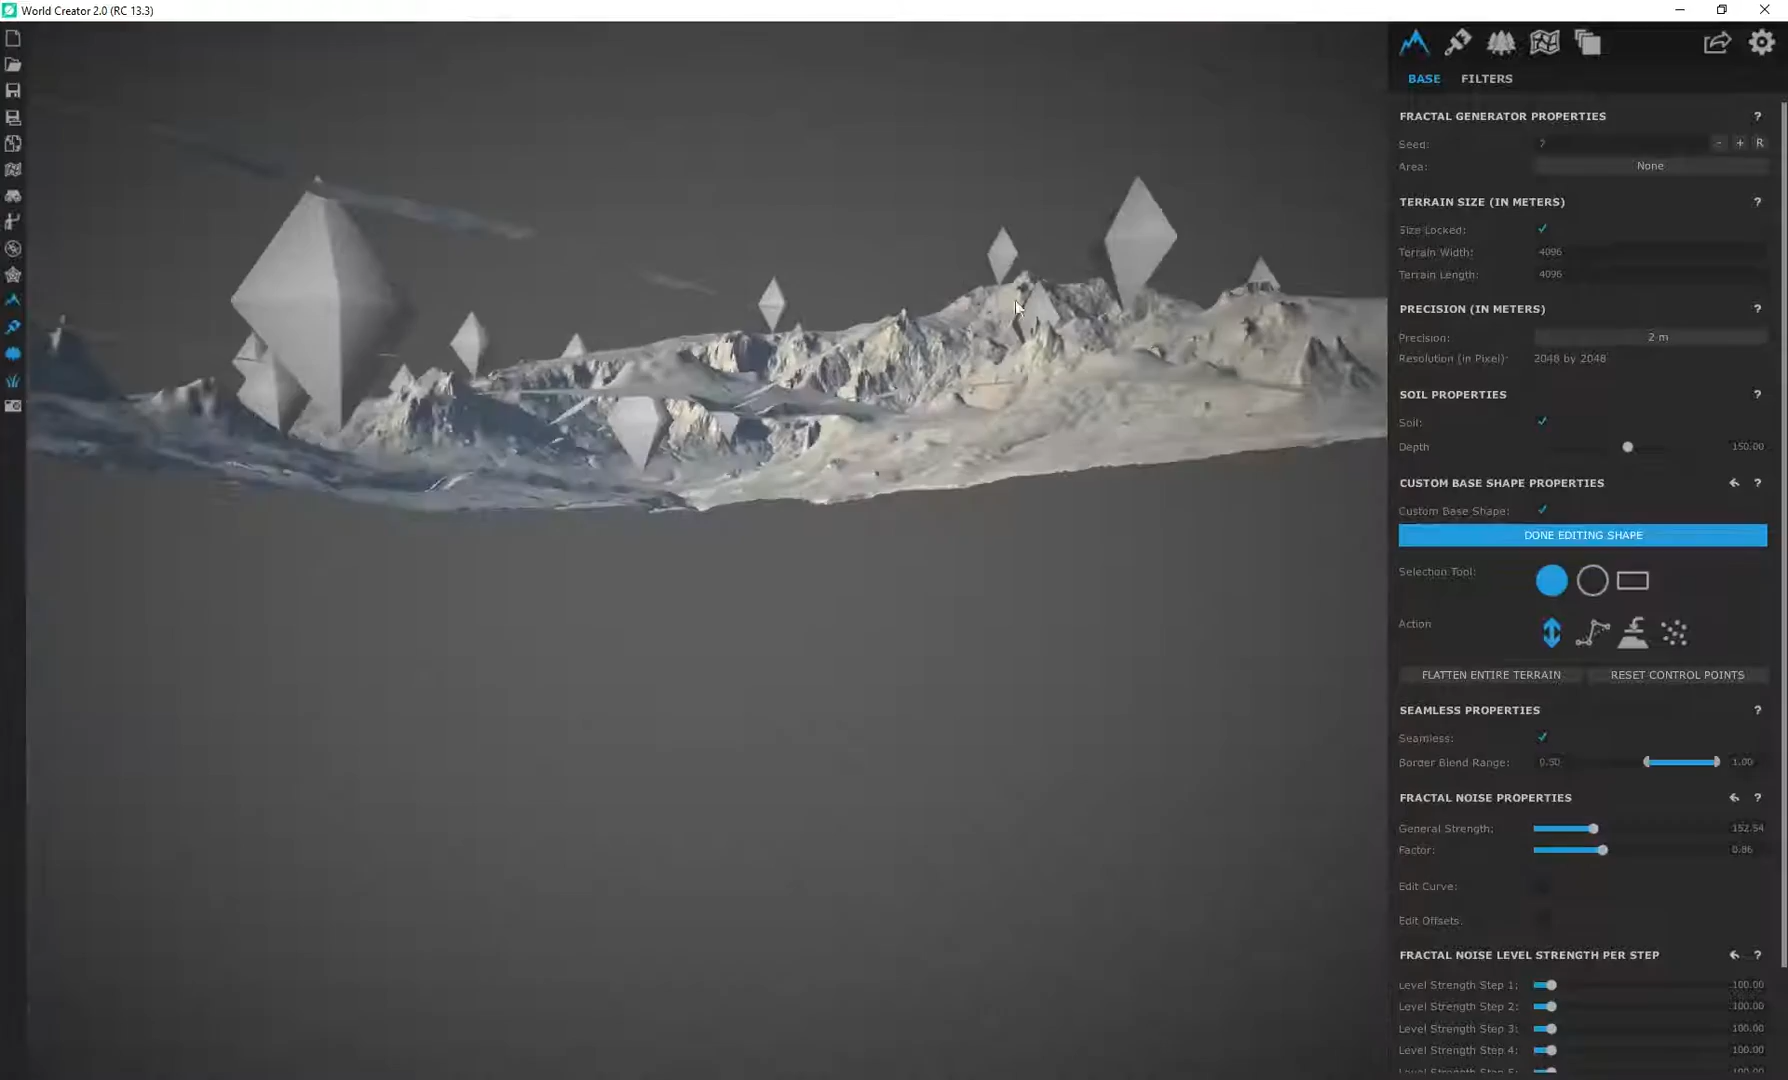 World Creator 2.0 (RC 13.3)
BASE FILTERS
FRACTAL GENERATOR PROPERTIES ?
Seed: 7 - + R
Area: None
TERRAIN SIZE (IN METERS) ?
Size Locked:
Terrain Width: 4096
Terrain Length: 4096
PRECISION (IN METERS) ?
Precision: 2 m
Resolution (in Pixel): 2048 by 2048
SOIL PROPERTIES ?
Soil:
Depth 150.00
CUSTOM BASE SHAPE PROPERTIES ?
Custom Base Shape:
DONE EDITING SHAPE
Selection Tool:
Action
FLATTEN ENTIRE TERRAIN RESET CONTROL POINTS
SEAMLESS PROPERTIES ?
Seamless:
Border Blend Range: 0.50 1.00
FRACTAL NOISE PROPERTIES ?
General Strength: 152.54
Factor: 0.86
Edit Curve:
Edit Offsets:
FRACTAL NOISE LEVEL STRENGTH PER STEP ?
Level Strength Step 1: 100.00
Level Strength Step 2: 100.00
Level Strength Step 3: 100.00
Level Strength Step 4: 100.00